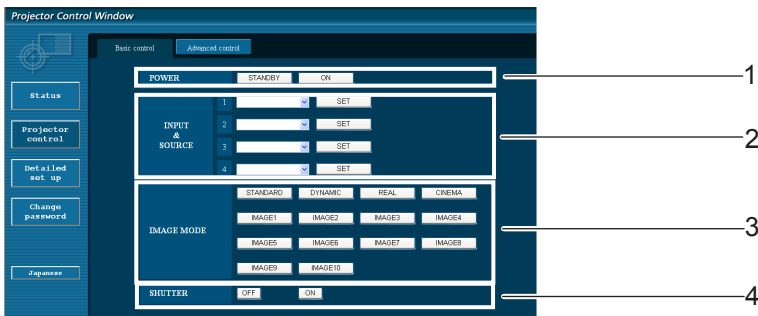 Projector Control Window
Basic control
Advanced control
Status
Projector
control
Detailed
set up
Change
password
Japanese
POWER
STANDBY
ON
1
INPUT
&
SOURCE
1
SET
2
SET
3
SET
4
SET
2
IMAGE MODE
STANDARD
DYNAMIC
REAL
CINEMA
IMAGE1
IMAGE2
IMAGE3
IMAGE4
IMAGE5
IMAGE6
IMAGE7
IMAGE8
IMAGE9
IMAGE10
3
SHUTTER
OFF
ON
4